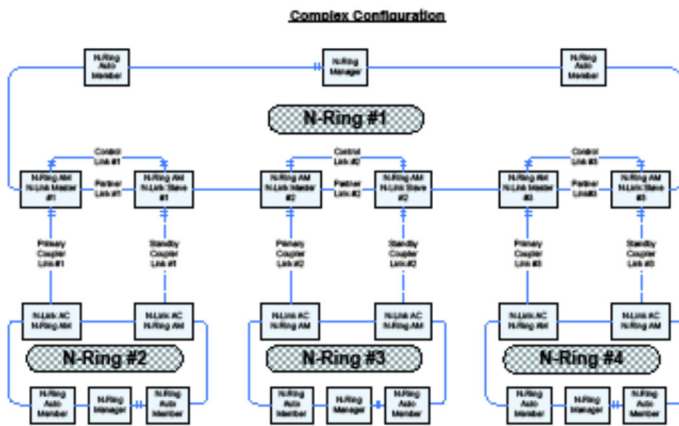 Complex Configuration
N-Ring
Auto
Member
N-Ring
Manager
N-Ring
Auto
Member
N-Ring #1
Control
Link #1
Control
Link #2
Control
Link #3
N-Ring AM
N-Link Master
#1
Partner
Link #1
N-Ring AM
N-Link Slave
#1
N-Ring AM
N-Link Master
#2
Partner
Link #2
N-Ring AM
N-Link Slave
#2
N-Ring AM
N-Link Master
#3
Partner
Link#3
N-Ring AM
N-Link Slave
#3
Primary
Coupler
Link #1
Standby
Coupler
Link #1
Primary
Coupler
Link #2
Standby
Coupler
Link #2
Primary
Coupler
Link #3
Standby
Coupler
Link #3
N-Link AC
N-Ring AM
N-Link AC
N-Ring AM
N-Link AC
N-Ring AM
N-Link AC
N-Ring AM
N-Link AC
N-Ring AM
N-Link AC
N-Ring AM
N-Ring #2
N-Ring #3
N-Ring #4
N-Ring
Auto
Member
N-Ring
Manager
N-Ring
Auto
Member
N-Ring
Auto
Member
N-Ring
Manager
N-Ring
Auto
Member
N-Ring
Auto
Member
N-Ring
Manager
N-Ring
Auto
Member